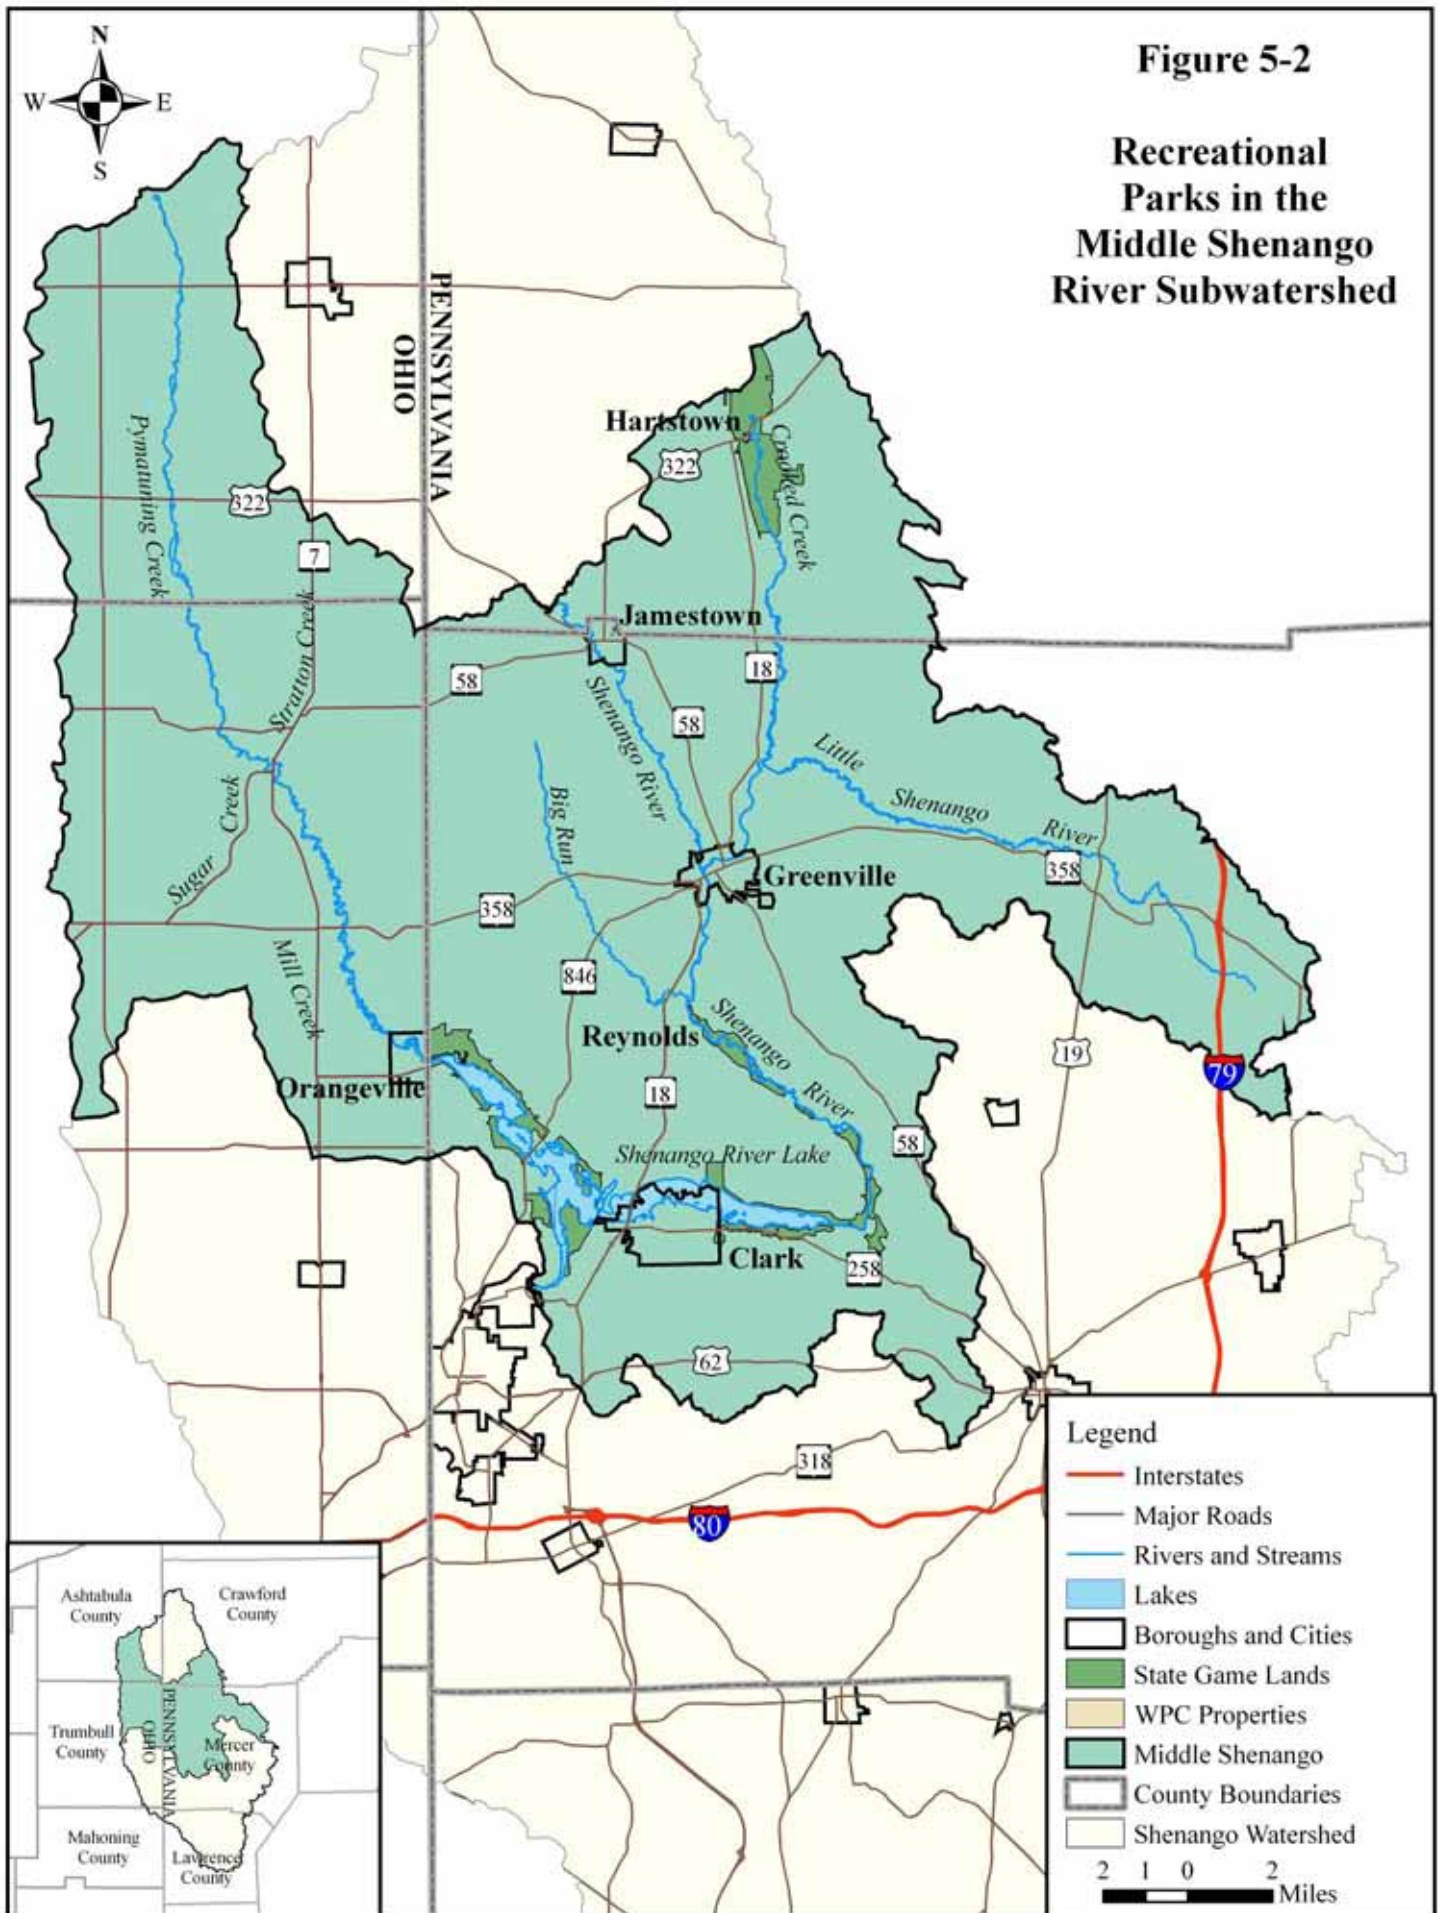 Figure 5-2
Recreational
Parks in the
Middle Shenango
River Subwatershed
N
W
E
S
PENNSYLVANIA
OHIO
Hartstown
322
Crooked Creek
Pymatuning Creek
322
7
Stratton Creek
Jamestown
58
18
Shenango River
58
Little
Shenango
River
Big Run
Sugar
Creek
358
Greenville
358
Mill Creek
846
Reynolds
Shenango
River
19
79
Orangeville
18
58
Shenango River Lake
Clark
258
62
318
80
Legend
Interstates
Major Roads
Rivers and Streams
Lakes
Boroughs and Cities
State Game Lands
WPC Properties
Middle Shenango
County Boundaries
Shenango Watershed
2 1 0 2
Miles
Ashtabula
County
Crawford
County
PENNSYLVANIA
OHIO
Trumbull
County
Mercer
County
Mahoning
County
Lawrence
County